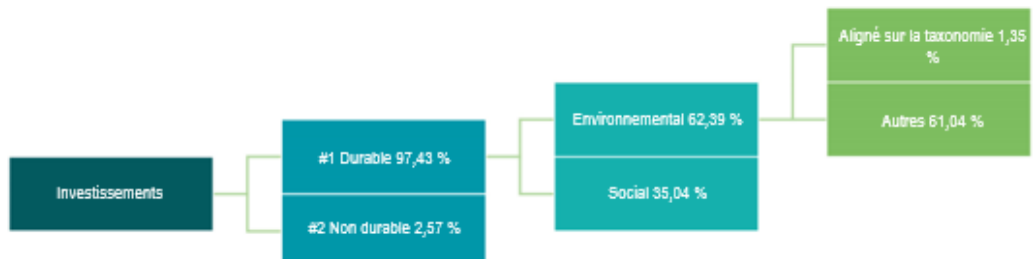 Investissements
#1 Durable 97,43 %
#2 Non durable 2,57 %
Environnemental 62,39 %
Social 35,04 %
Aligné sur la taxonomie 1,35
%
Autres 61,04 %